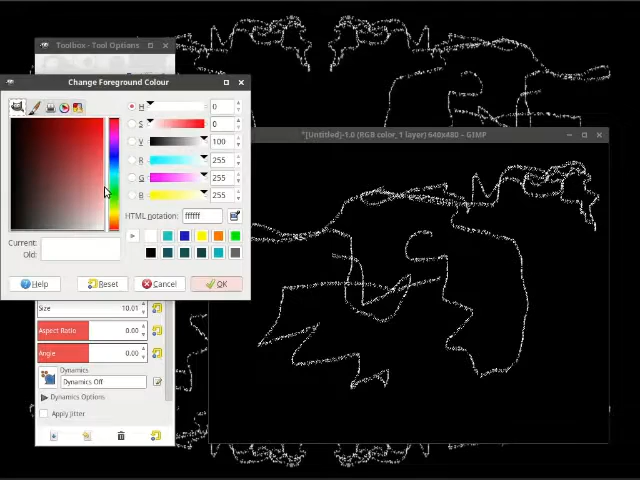 Toolbox - Tool Options
Change Foreground Colour
H 0
S 0
V 100
R 255
G 255
B 255
HTML notation: ffffff
Current:
Old:
Help
Reset
Cancel
OK
*[Untitled]-1.0 (RGB color_1 layer) 640x480 – GIMP
Size 10.01
Aspect Ratio 0.00
Angle 0.00
Dynamics
Dynamics Off
Dynamics Options
Apply Jitter